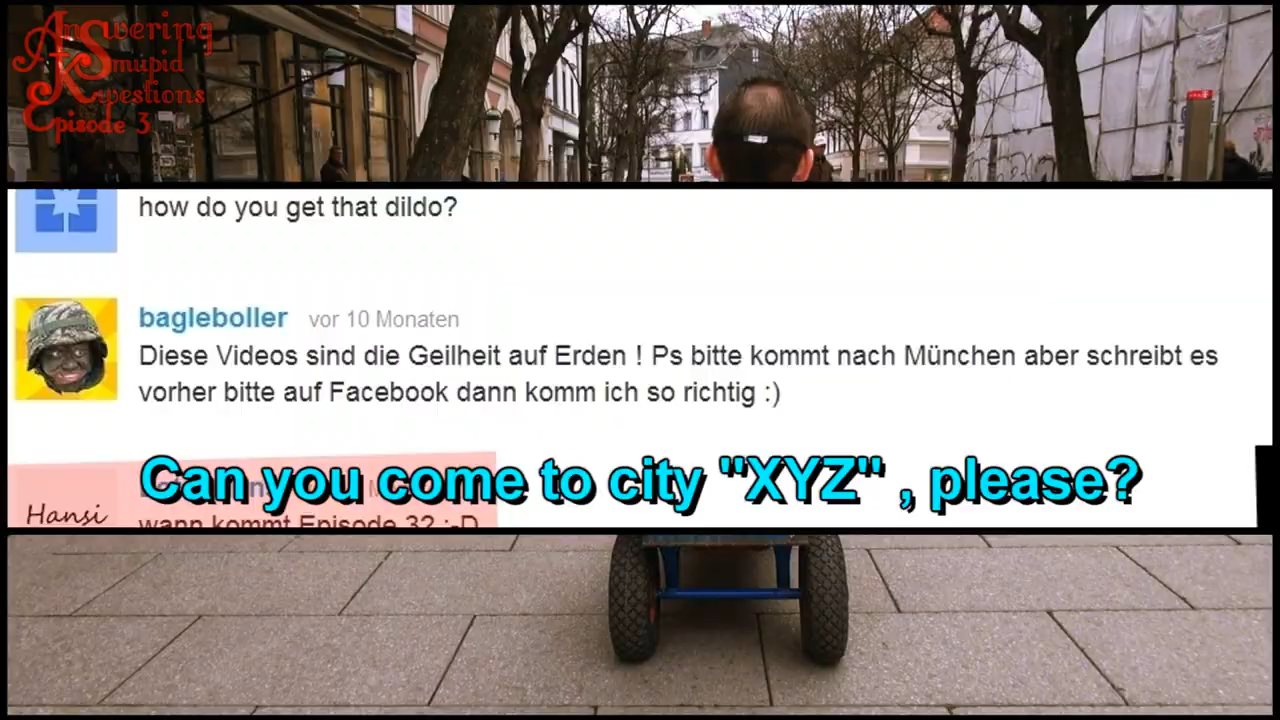 Answering
Smupid
Kwestions
Episode 3
how do you get that dildo?
bagleboller vor 10 Monaten
Diese Videos sind die Geilheit auf Erden ! Ps bitte kommt nach München aber schreibt es
vorher bitte auf Facebook dann komm ich so richtig :)
Can you come to city "XYZ" , please?
Hansi
wann kommt Episode 32 :-D